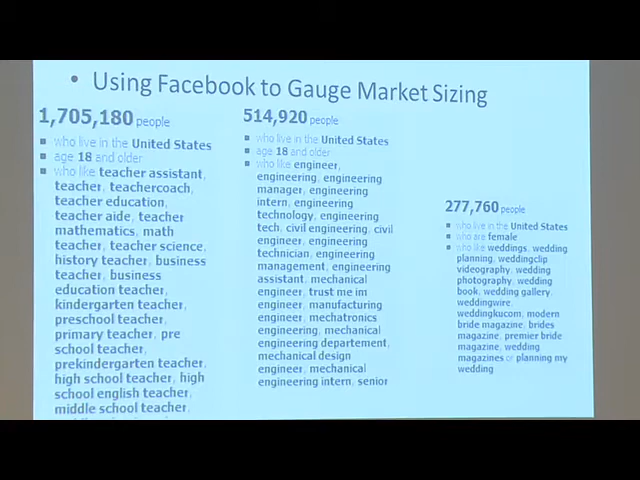 • Using Facebook to Gauge Market Sizing
1,705,180 people
who live in the United States
age 18 and older
who like teacher assistant,
teacher, teachercoach,
teacher education,
teacher aide, teacher
mathematics, math
teacher, teacher science,
history teacher, business
teacher, business
education teacher,
kindergarten teacher,
preschool teacher,
primary teacher, pre
school teacher,
prekindergarten teacher,
high school teacher, high
school english teacher,
middle school teacher,
514,920 people
who live in the United States
age 18 and older
who like engineer,
engineering, engineering
manager, engineering
intern, engineering
technology, engineering
tech, civil engineering, civil
engineer, engineering
technician, engineering
management, engineering
assistant, mechanical
engineer, trust me im
engineer, manufacturing
engineer, mechatronics
engineering, mechanical
engineering departement,
mechanical design
engineer, mechanical
engineering intern, senior
277,760 people
who live in the United States
who are female
who like weddings, wedding
planning, weddingclip
videography, wedding
photography, wedding
book, wedding gallery,
weddingwire,
weddingkucom, modern
bride magazine, brides
magazine, premier bride
magazine, wedding
magazines or planning my
wedding